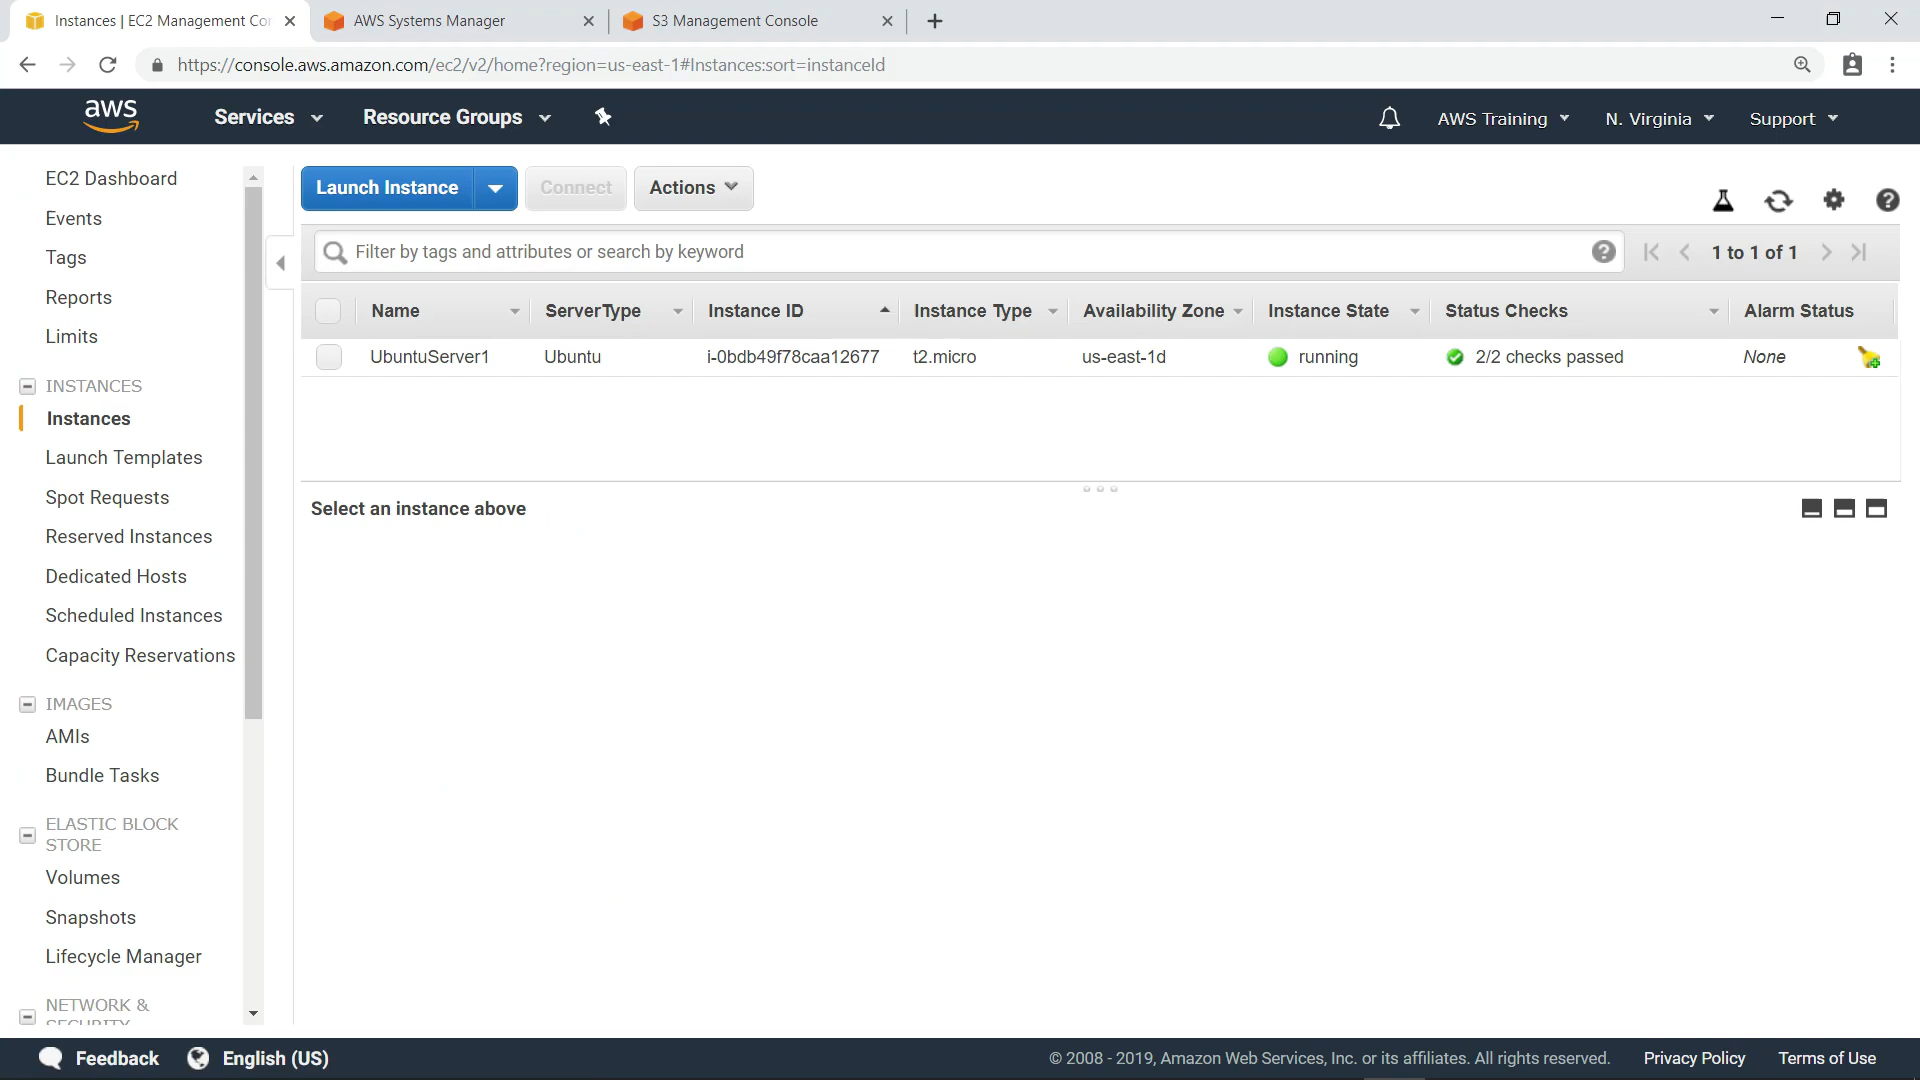 Instances | EC2 Management Con
AWS Systems Manager
S3 Management Console
https://console.aws.amazon.com/ec2/v2/home?region=us-east-1#Instances:sort=instanceId
aws
Services
Resource Groups
AWS Training
N. Virginia
Support
EC2 Dashboard
Events
Tags
Reports
Limits
INSTANCES
Instances
Launch Templates
Spot Requests
Reserved Instances
Dedicated Hosts
Scheduled Instances
Capacity Reservations
IMAGES
AMIs
Bundle Tasks
ELASTIC BLOCK
STORE
Volumes
Snapshots
Lifecycle Manager
NETWORK &
SECURITY
Launch Instance
Connect
Actions
Filter by tags and attributes or search by keyword
1 to 1 of 1
Name ServerType Instance ID Instance Type Availability Zone Instance State Status Checks Alarm Status
UbuntuServer1 Ubuntu i-0bdb49f78caa12677 t2.micro us-east-1d running 2/2 checks passed None
Select an instance above
Feedback
English (US)
© 2008 - 2019, Amazon Web Services, Inc. or its affiliates. All rights reserved.
Privacy Policy
Terms of Use